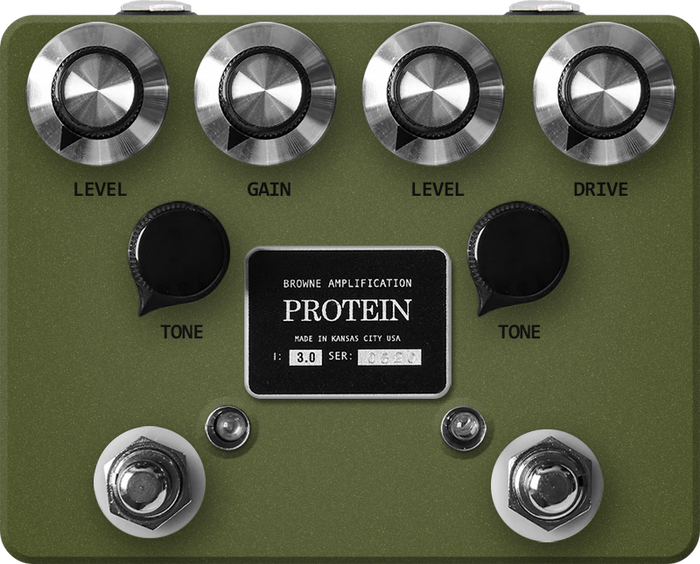 LEVEL GAIN LEVEL DRIVE
TONE TONE
BROWNE AMPLIFICATION
PROTEIN
MADE IN KANSAS CITY USA
: 3.0 SER: